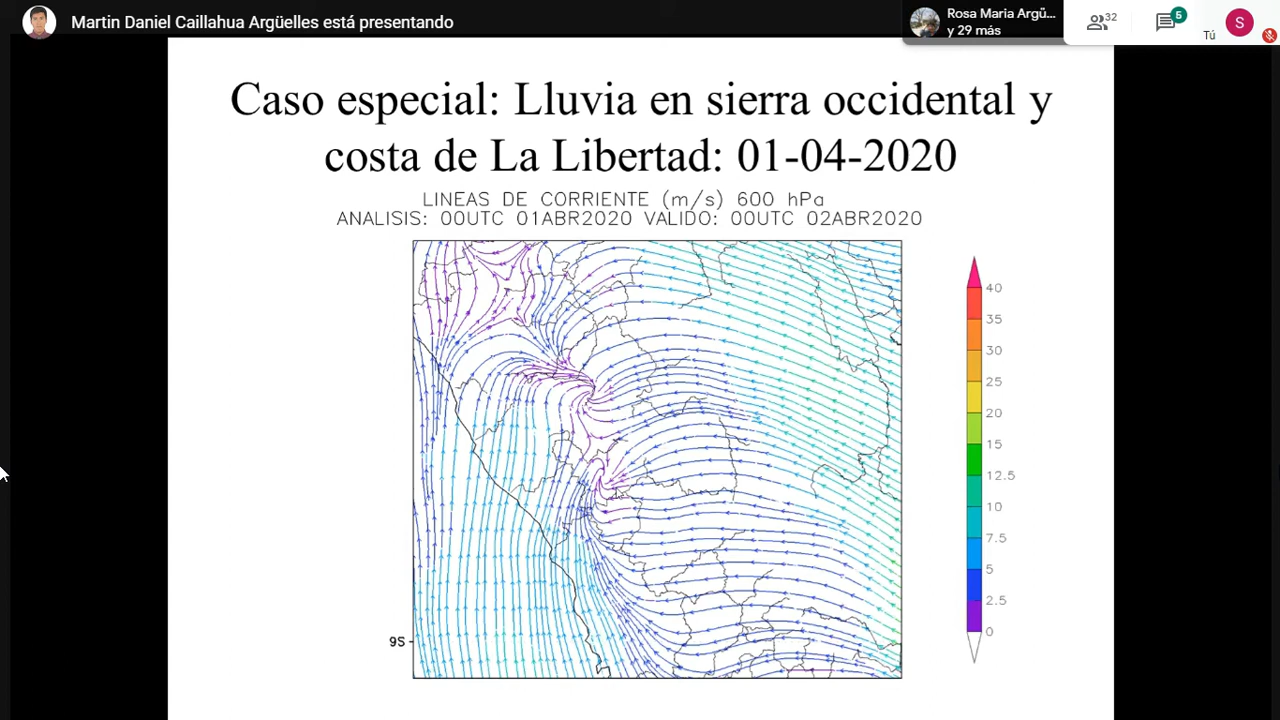 Martin Daniel Caillahua Argüelles está presentando
Rosa Maria Argü...
y 29 más
32
5
S
Tú
Caso especial: Lluvia en sierra occidental y
costa de La Libertad: 01-04-2020
LINEAS DE CORRIENTE (m/s) 600 hPa
ANALISIS: 00UTC 01ABR2020 VALIDO: 00UTC 02ABR2020
40
35
30
25
20
15
12.5
10
7.5
5
2.5
0
9S